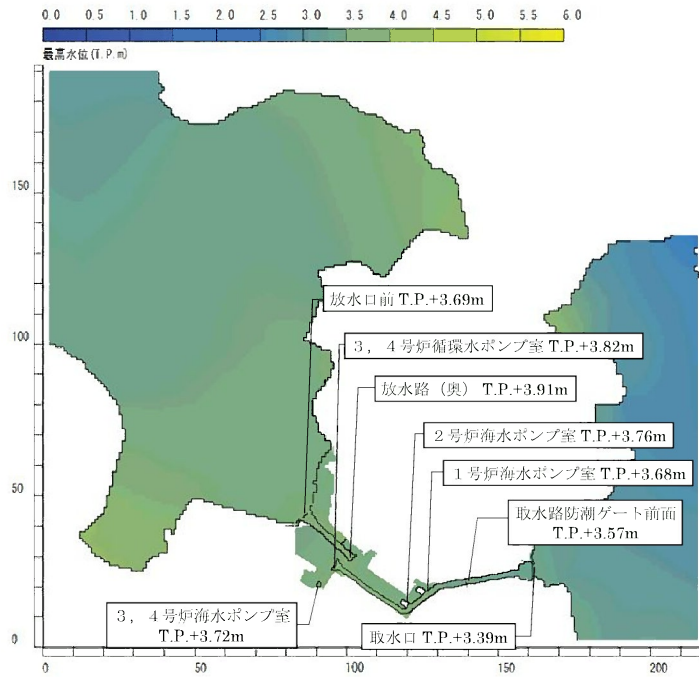 0.0 0.5 1.0 1.5 2.0 2.5 3.0 3.5 4.0 4.5 5.0 5.5 6.0
最高水位(T.P.m)
150
放水口前 T.P.+3.69m
100
3, 4号炉循環水ポンプ室 T.P.+3.82m
放水路(奥) T.P.+3.91m
2号炉海水ポンプ室 T.P.+3.76m
1号炉海水ポンプ室 T.P.+3.68m
50
取水路防潮ゲート前面
T.P.+3.57m
3, 4号炉海水ポンプ室
T.P.+3.72m
取水口 T.P.+3.39m
0
0 50 100 150 200